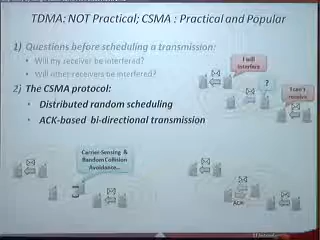 TDMA: NOT Practical; CSMA : Practical and Popular
1) Questions before scheduling a transmission:
• Will my receiver be interfered?
• Will other receivers be interfered?
2) The CSMA protocol:
• Distributed random scheduling
• ACK-based bi-directional transmission
I will
interfere
?
I can't
receive
Carrier-Sensing &
Random Collision
Avoidance...
ACK